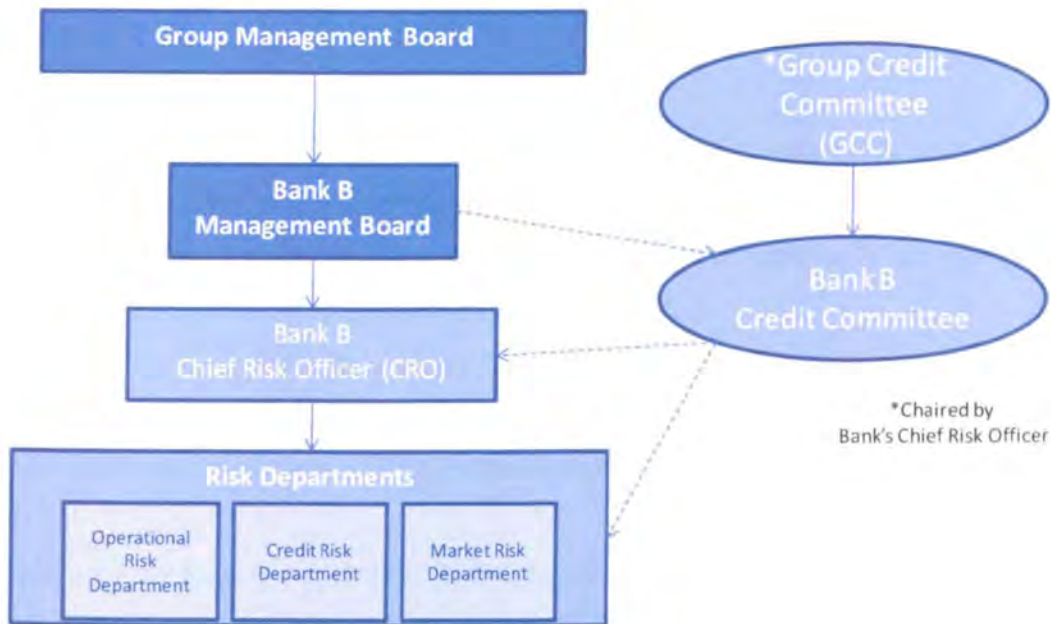 Group Management Board
*Group Credit
Committee
(GCC)
Bank B
Management Board
Bank B
Credit Committee
Bank B
Chief Risk Officer (CRO)
*Chaired by
Bank's Chief Risk Officer
Risk Departments
Operational
Risk
Department
Credit Risk
Department
Market Risk
Department